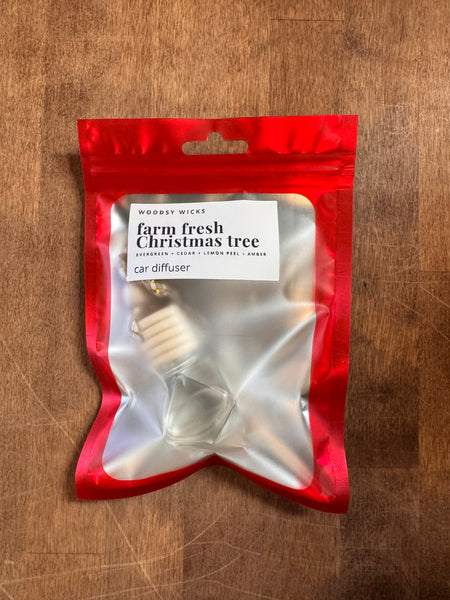 WOODSY WICKS
farm fresh
Christmas tree
EVERGREEN • CEDAR • LEMON PEEL • AMBER
car diffuser